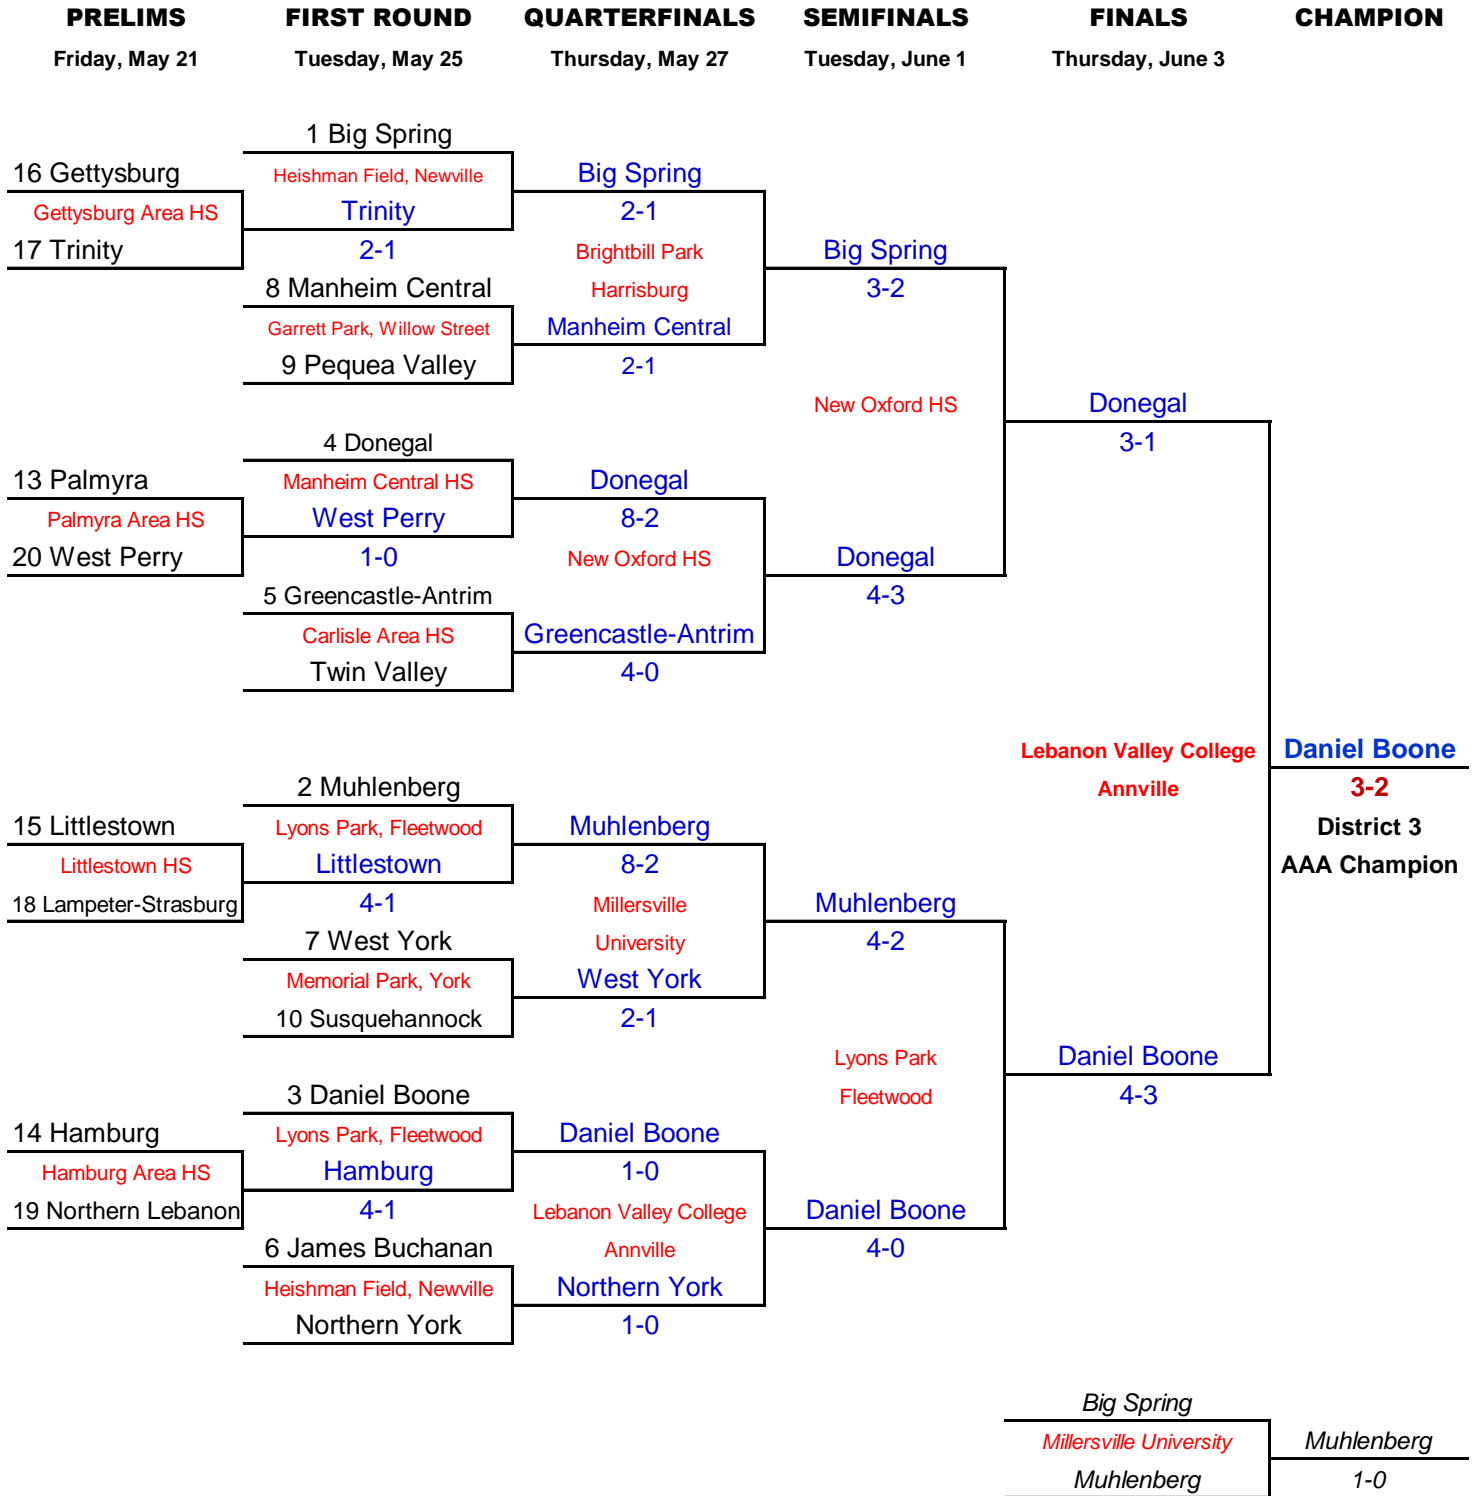 PRELIMS FIRST ROUND QUARTERFINALS SEMIFINALS FINALS CHAMPION
Friday, May 21 Tuesday, May 25 Thursday, May 27 Tuesday, June 1 Thursday, June 3
1 Big Spring
16 Gettysburg Heishman Field, Newville Big Spring
Gettysburg Area HS Trinity 2-1
17 Trinity 2-1 Brightbill Park Big Spring
8 Manheim Central Harrisburg 3-2
Garrett Park, Willow Street Manheim Central
9 Pequea Valley 2-1
New Oxford HS Donegal
4 Donegal 3-1
13 Palmyra Manheim Central HS Donegal
Palmyra Area HS West Perry 8-2
20 West Perry 1-0 New Oxford HS Donegal
5 Greencastle-Antrim 4-3
Carlisle Area HS Greencastle-Antrim
Twin Valley 4-0
Lebanon Valley College Daniel Boone
2 Muhlenberg Annville 3-2
15 Littlestown Lyons Park, Fleetwood Muhlenberg District 3
Littlestown HS Littlestown 8-2 AAA Champion
18 Lampeter-Strasburg 4-1 Millersville Muhlenberg
7 West York University 4-2
Memorial Park, York West York
10 Susquehannock 2-1
Lyons Park Daniel Boone
3 Daniel Boone Fleetwood 4-3
14 Hamburg Lyons Park, Fleetwood Daniel Boone
Hamburg Area HS Hamburg 1-0
19 Northern Lebanon 4-1 Lebanon Valley College Daniel Boone
6 James Buchanan Annville 4-0
Heishman Field, Newville Northern York
Northern York 1-0
Big Spring
Millersville University Muhlenberg
Muhlenberg 1-0